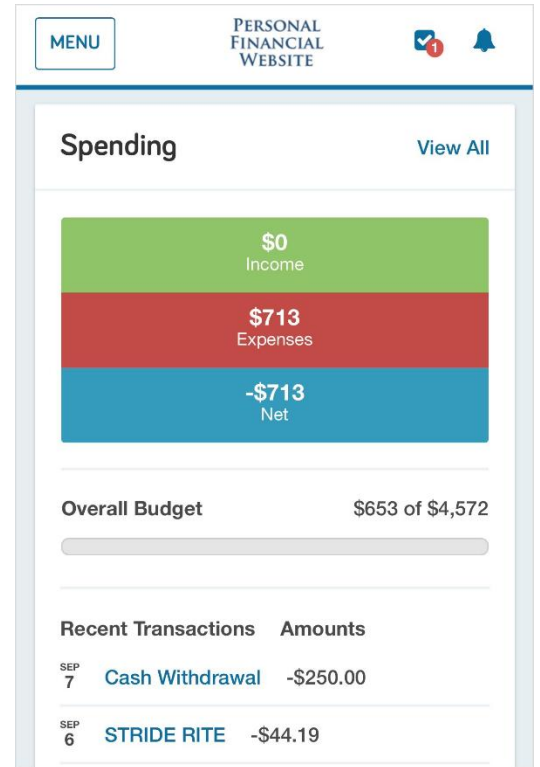 MENU
PERSONAL
FINANCIAL
WEBSITE
1
Spending
View All
$0
Income
$713
Expenses
-$713
Net
Overall Budget
$653 of $4,572
Recent Transactions Amounts
SEP
7
Cash Withdrawal -$250.00
SEP
6
STRIDE RITE -$44.19